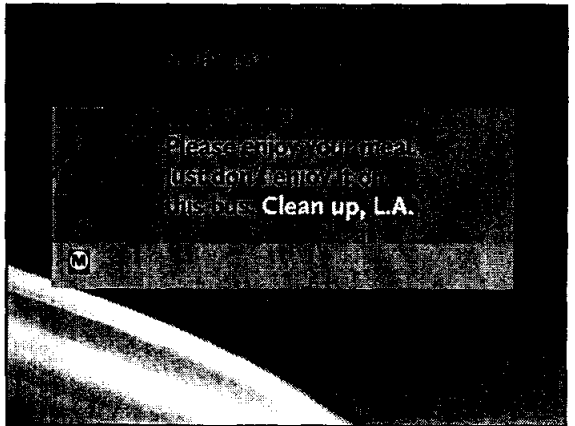 Please enjoy your meal,
just don't enjoy it on
this bus. Clean up, L.A.
M